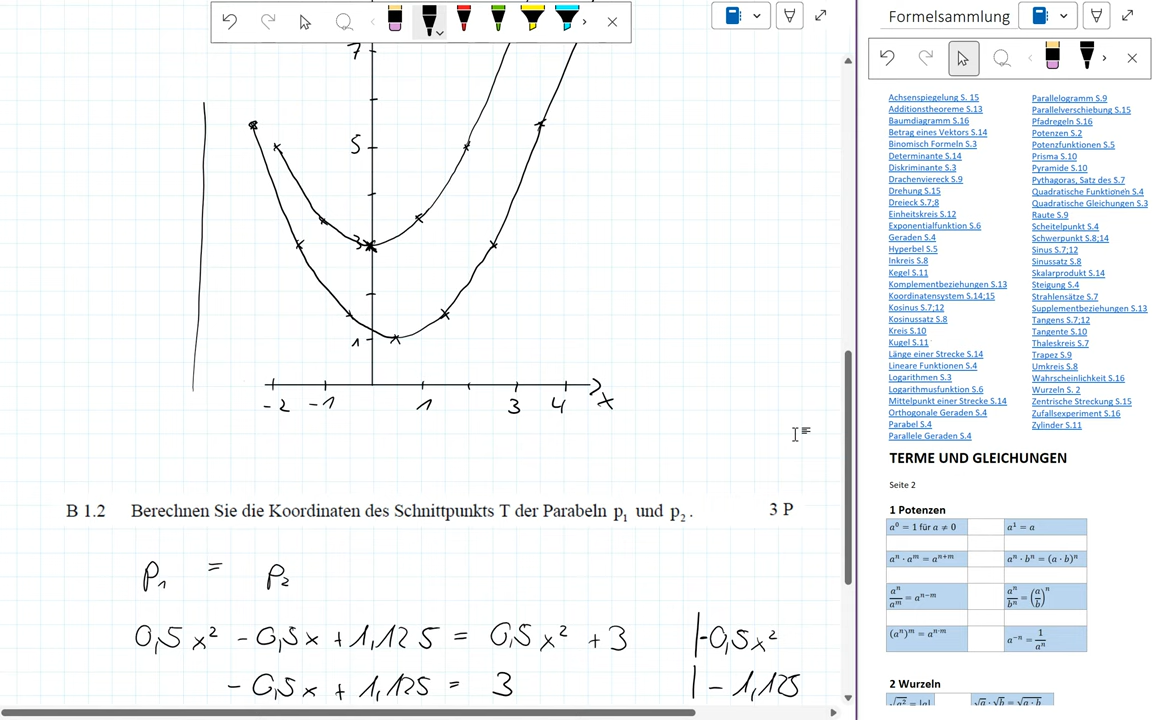 Formelsammlung
7
5
3
1
-2 -1 1 3 4 x
B 1.2 Berechnen Sie die Koordinaten des Schnittpunkts T der Parabeln p₁ und p₂. 3 P
p₁ = p₂
0,5x² - 0,5x + 1,125 = 0,5x² + 3 |-0,5x²
- 0,5x + 1,125 = 3 | - 1,125
Achsenspiegelung S. 15
Additionstheoreme S.13
Baumdiagramm S.16
Betrag eines Vektors S.14
Binomisch Formeln S.3
Determinante S.14
Diskriminante S.3
Drachenviereck S.9
Drehung S.15
Dreieck S.7;8
Einheitskreis S.12
Exponentialfunktion S.6
Geraden S.4
Hyperbel S.5
Inkreis S.8
Kegel S.11
Komplementbeziehungen S.13
Koordinatensystem S.14;15
Kosinus S.7;12
Kosinussatz S.8
Kreis S.10
Kugel S.11
Länge einer Strecke S.14
Lineare Funktionen S.4
Logarithmen S.3
Logarithmusfunktion S.6
Mittelpunkt einer Strecke S.14
Orthogonale Geraden S.4
Parabel S.4
Parallele Geraden S.4
Parallelogramm S.9
Parallelverschiebung S.15
Pfadregeln S.16
Potenzen S.2
Potenzfunktionen S.5
Prisma S.10
Pyramide S.10
Pythagoras, Satz des S.7
Quadratische Funktionen S.4
Quadratische Gleichungen S.3
Raute S.9
Scheitelpunkt S.4
Schwerpunkt S.8;14
Sinus S.7;12
Sinussatz S.8
Skalarprodukt S.14
Steigung S.4
Strahlensätze S.7
Supplementbeziehungen S.13
Tangens S.7;12
Tangente S.10
Thaleskreis S.7
Trapez S.9
Umkreis S.8
Wahrscheinlichkeit S.16
Wurzeln S. 2
Zentrische Streckung S.15
Zufallsexperiment S.16
Zylinder S.11
TERME UND GLEICHUNGEN
Seite 2
1 Potenzen
a⁰ = 1 für a ≠ 0 a¹ = a
aⁿ · aᵐ = aⁿ⁺ᵐ aⁿ · bⁿ = (a · b)ⁿ
aⁿ/aᵐ = aⁿ⁻ᵐ aⁿ/bⁿ = (a/b)ⁿ
(aⁿ)ᵐ = aⁿ·ᵐ a⁻ⁿ = 1/aⁿ
2 Wurzeln
√a² = |a| √a · √b = √a · b